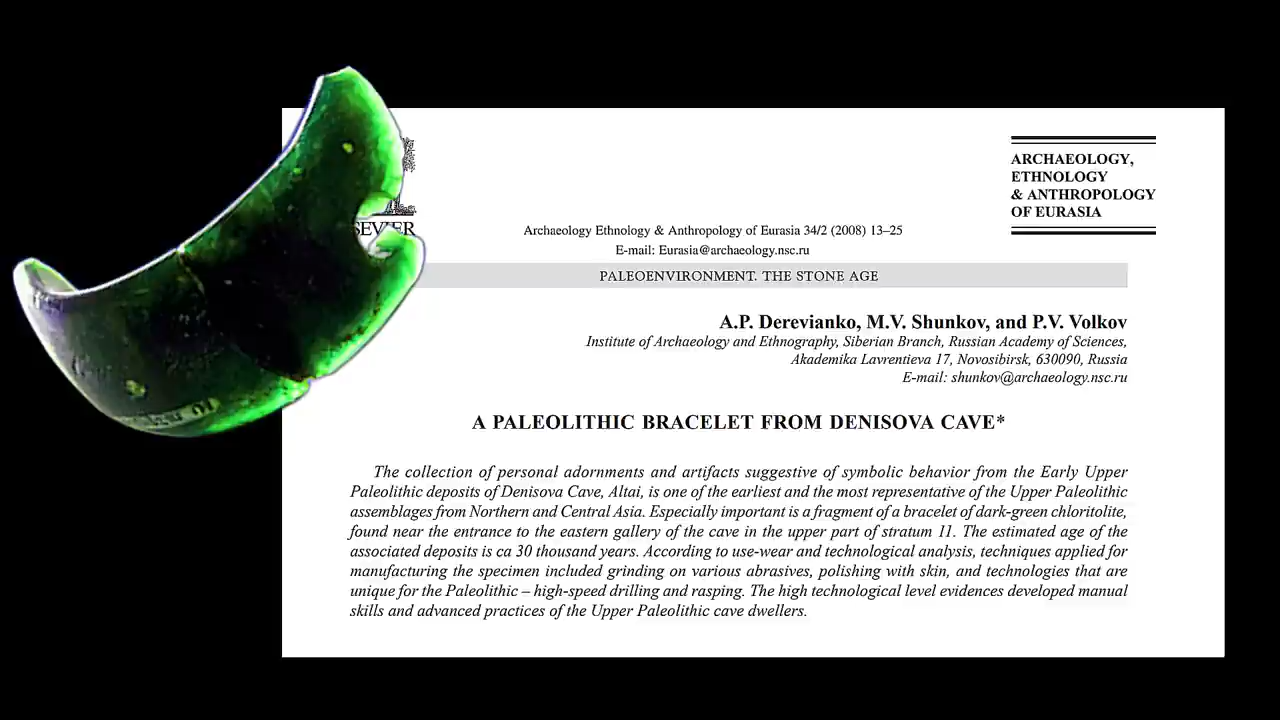 ARCHAEOLOGY,
ETHNOLOGY
& ANTHROPOLOGY
OF EURASIA
SEVIER
Archaeology Ethnology & Anthropology of Eurasia 34/2 (2008) 13–25
E-mail: Eurasia@archaeology.nsc.ru
PALEOENVIRONMENT. THE STONE AGE
A.P. Derevianko, M.V. Shunkov, and P.V. Volkov
Institute of Archaeology and Ethnography, Siberian Branch, Russian Academy of Sciences,
Akademika Lavrentieva 17, Novosibirsk, 630090, Russia
E-mail: shunkov@archaeology.nsc.ru
A PALEOLITHIC BRACELET FROM DENISOVA CAVE*
The collection of personal adornments and artifacts suggestive of symbolic behavior from the Early Upper
Paleolithic deposits of Denisova Cave, Altai, is one of the earliest and the most representative of the Upper Paleolithic
assemblages from Northern and Central Asia. Especially important is a fragment of a bracelet of dark-green chloritolite,
found near the entrance to the eastern gallery of the cave in the upper part of stratum 11. The estimated age of the
associated deposits is ca 30 thousand years. According to use-wear and technological analysis, techniques applied for
manufacturing the specimen included grinding on various abrasives, polishing with skin, and technologies that are
unique for the Paleolithic – high-speed drilling and rasping. The high technological level evidences developed manual
skills and advanced practices of the Upper Paleolithic cave dwellers.